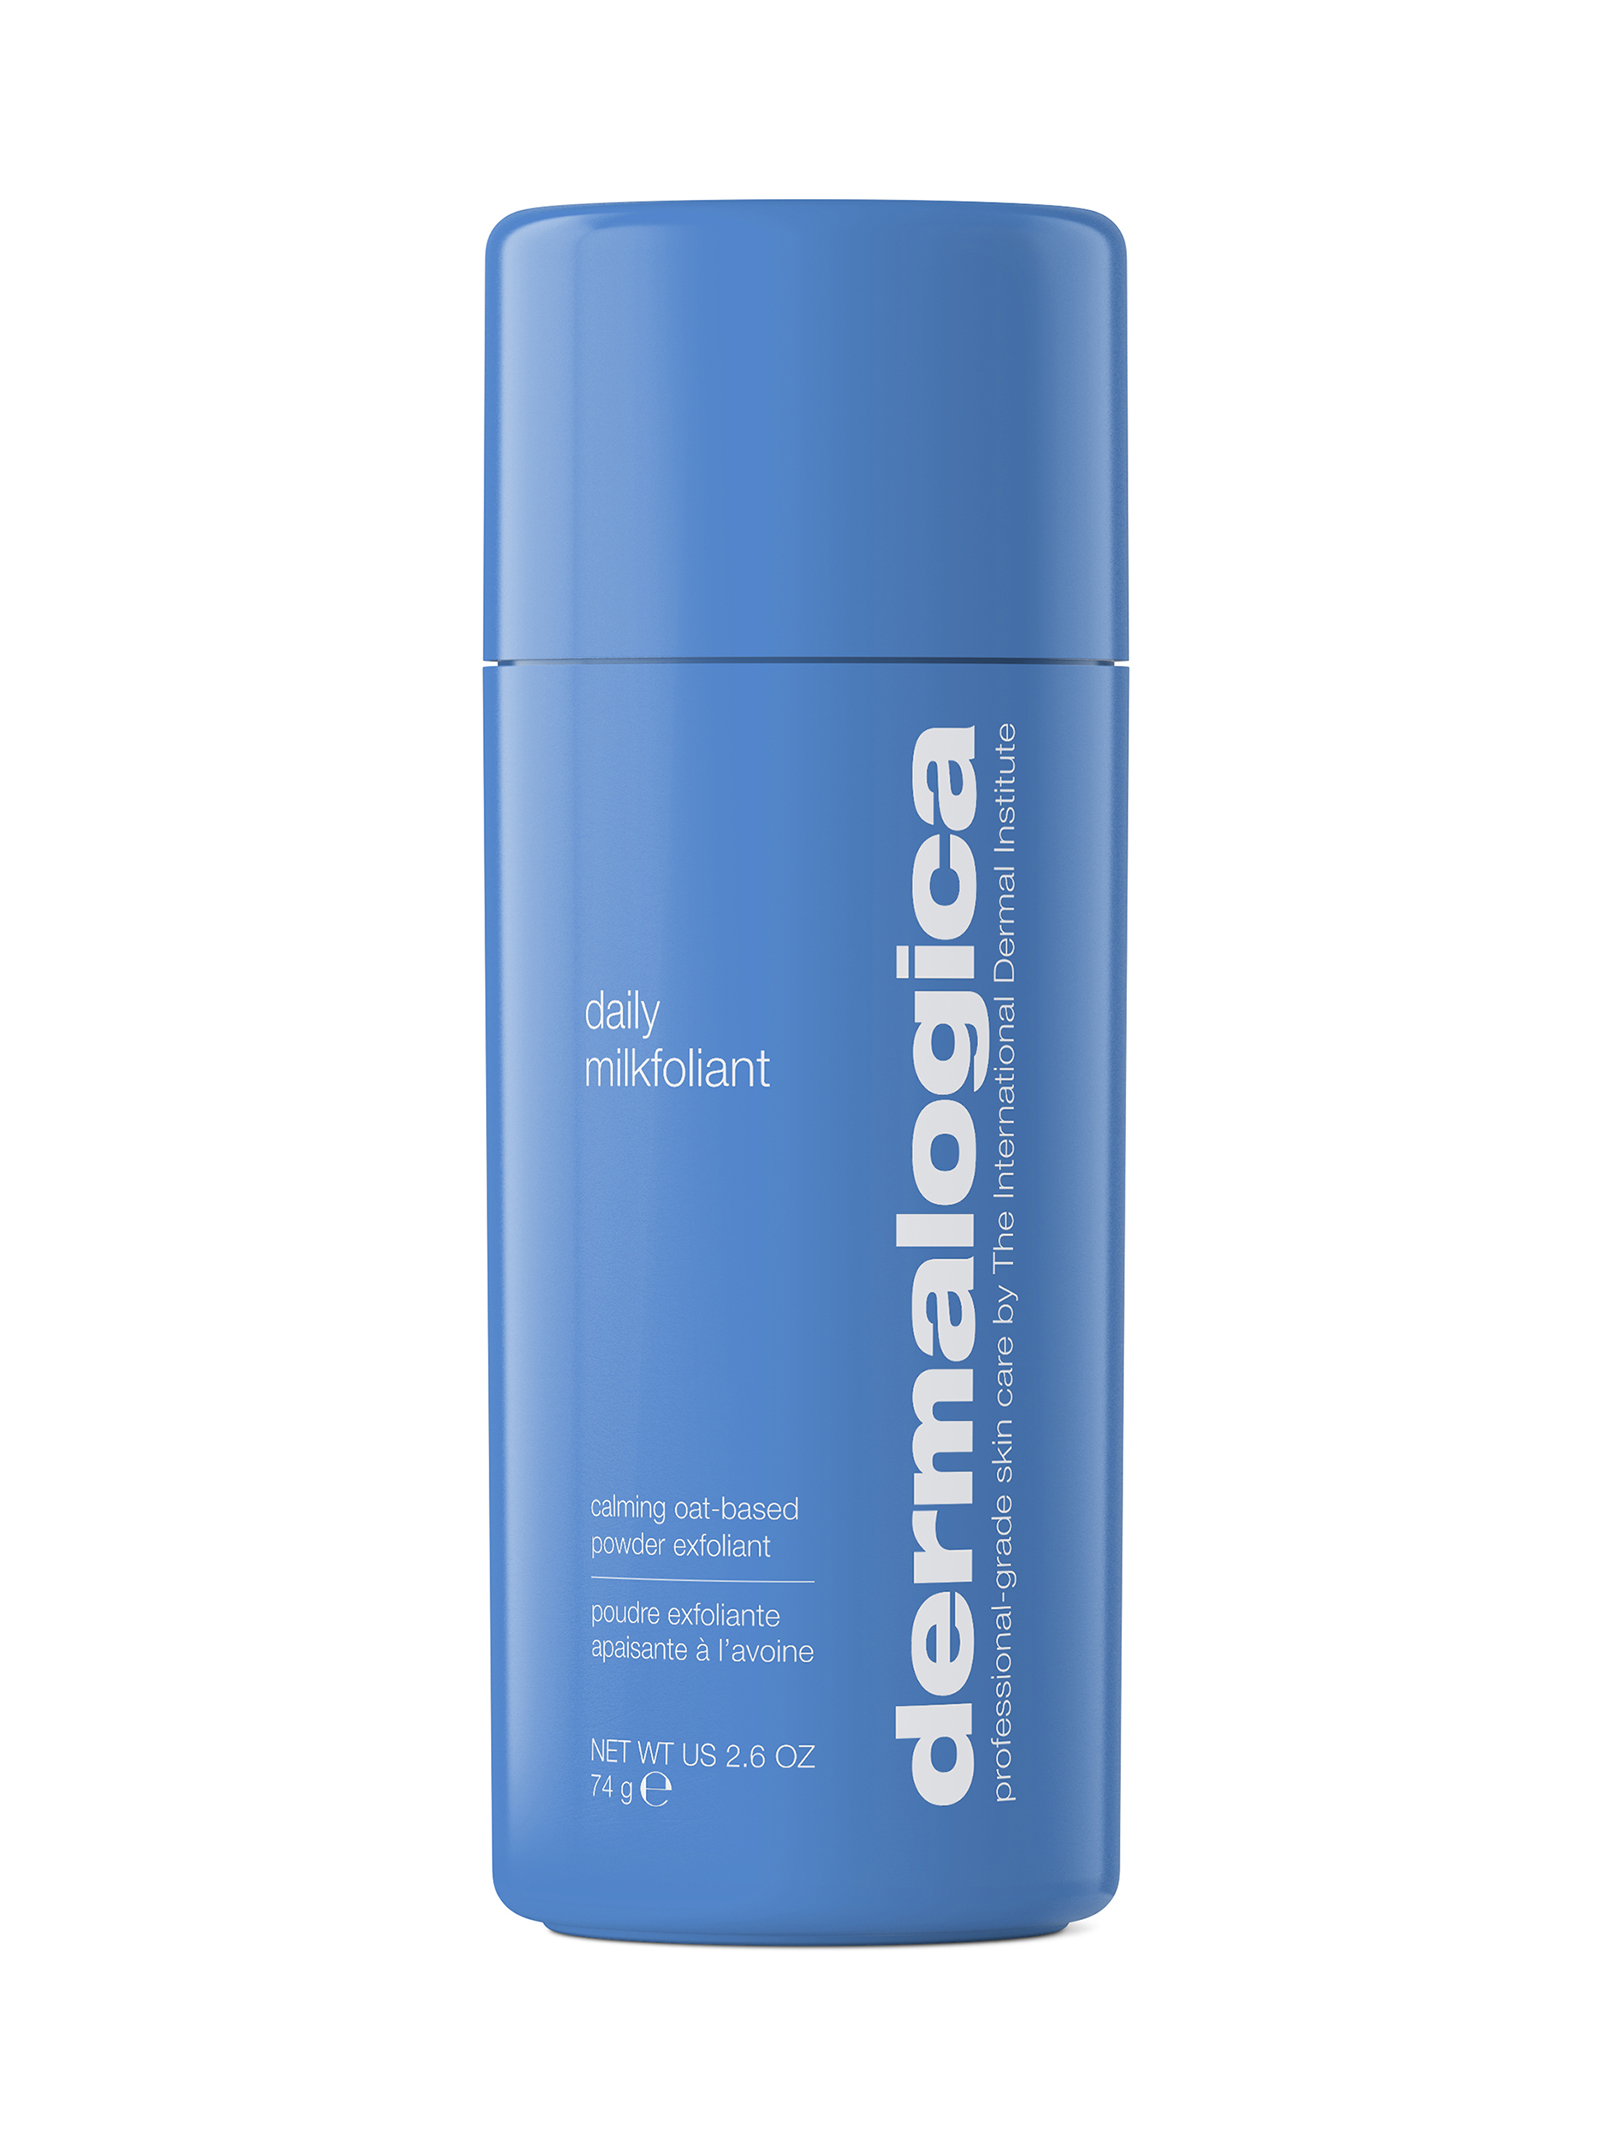 daily
milkfoliant
calming oat-based
powder exfoliant
poudre exfoliante
apaisante à l'avoine
NET WT US 2.6 OZ
74 g ℮
dermalogica
professional-grade skin care by The International Dermal Institute